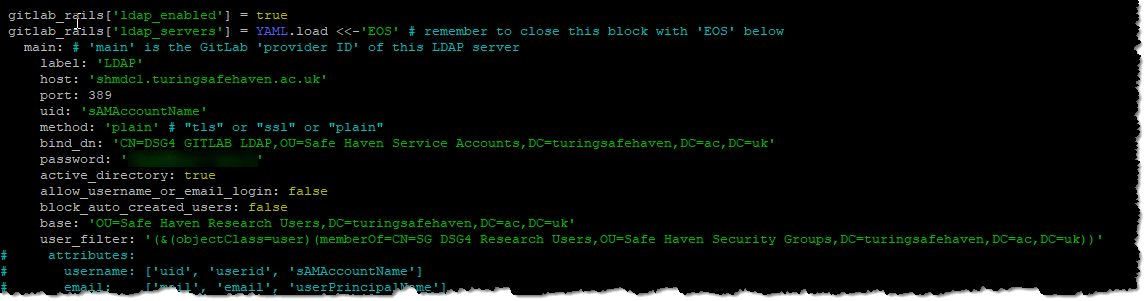 gitlab_rails['ldap_enabled'] = true
gitlab_rails['ldap_servers'] = YAML.load <<-'EOS' # remember to close this block with 'EOS' below
main: # 'main' is the GitLab 'provider ID' of this LDAP server
label: 'LDAP'
host: 'shmdc1.turingsafehaven.ac.uk'
port: 389
uid: 'sAMAccountName'
method: 'plain' # "tls" or "ssl" or "plain"
bind_dn: 'CN=DSG4 GITLAB LDAP,OU=Safe Haven Service Accounts,DC=turingsafehaven,DC=ac,DC=uk'
password: ' '
active_directory: true
allow_username_or_email_login: false
block_auto_created_users: false
base: 'OU=Safe Haven Research Users,DC=turingsafehaven,DC=ac,DC=uk'
user_filter: '(&(objectClass=user)(memberOf=CN=SG DSG4 Research Users,OU=Safe Haven Security Groups,DC=turingsafehaven,DC=ac,DC=uk))'
# attributes:
# username: ['uid', 'userid', 'sAMAccountName']
# email: ['mail', 'email', 'userPrincipalName']